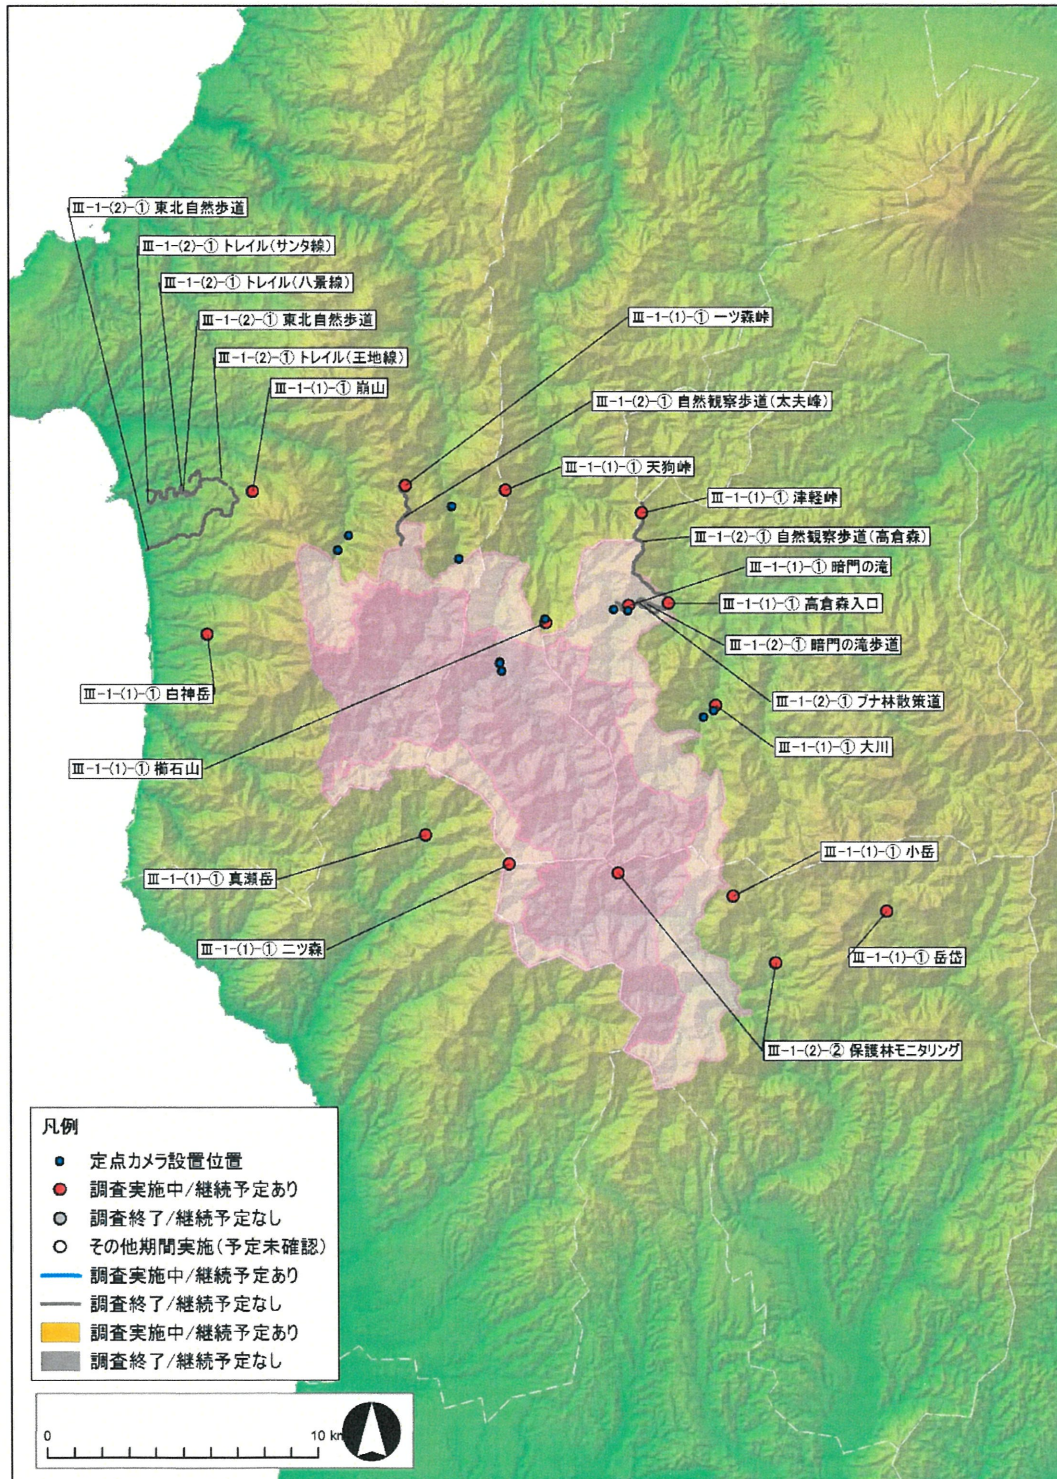 Ⅲ-1-(2)-① 東北自然歩道
Ⅲ-1-(2)-① トレイル(サンタ線)
Ⅲ-1-(2)-① トレイル(八景線)
Ⅲ-1-(2)-① 東北自然歩道
Ⅲ-1-(2)-① トレイル(王地線)
Ⅲ-1-(1)-① 崩山
Ⅲ-1-(1)-① 一ツ森峠
Ⅲ-1-(2)-① 自然観察歩道(太夫峰)
Ⅲ-1-(1)-① 天狗峠
Ⅲ-1-(1)-① 津軽峠
Ⅲ-1-(2)-① 自然観察歩道(高倉森)
Ⅲ-1-(1)-① 暗門の滝
Ⅲ-1-(1)-① 高倉森入口
Ⅲ-1-(2)-① 暗門の滝歩道
Ⅲ-1-(2)-① ブナ林散策道
Ⅲ-1-(1)-① 大川
Ⅲ-1-(1)-① 白神岳
Ⅲ-1-(1)-① 櫛石山
Ⅲ-1-(1)-① 真瀬岳
Ⅲ-1-(1)-① 二ツ森
Ⅲ-1-(1)-① 小岳
Ⅲ-1-(1)-① 岳岱
Ⅲ-1-(2)-② 保護林モニタリング
凡例
定点カメラ設置位置
調査実施中/継続予定あり
調査終了/継続予定なし
その他期間実施(予定未確認)
調査実施中/継続予定あり
調査終了/継続予定なし
調査実施中/継続予定あり
調査終了/継続予定なし
0 10 km